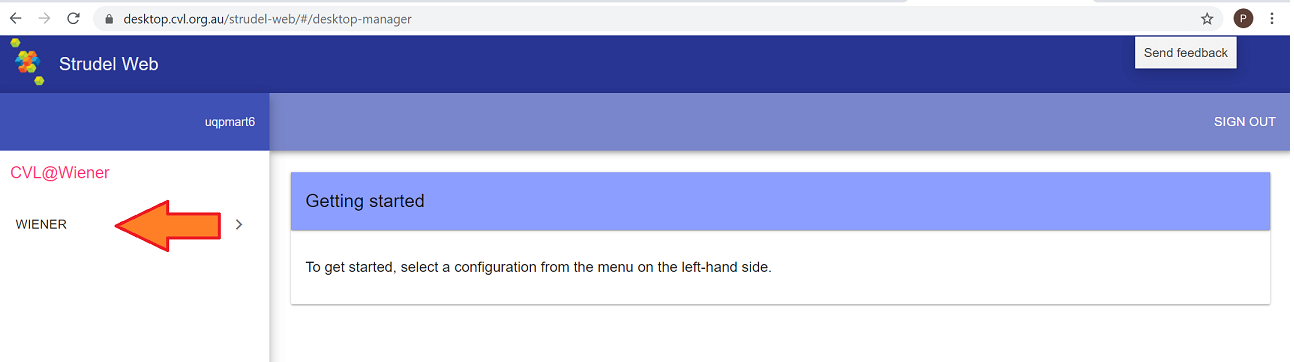 desktop.cvl.org.au/strudel-web/#/desktop-manager
P
Strudel Web
Send feedback
uqpmart6
SIGN OUT
CVL@Wiener
Getting started
WIENER
To get started, select a configuration from the menu on the left-hand side.